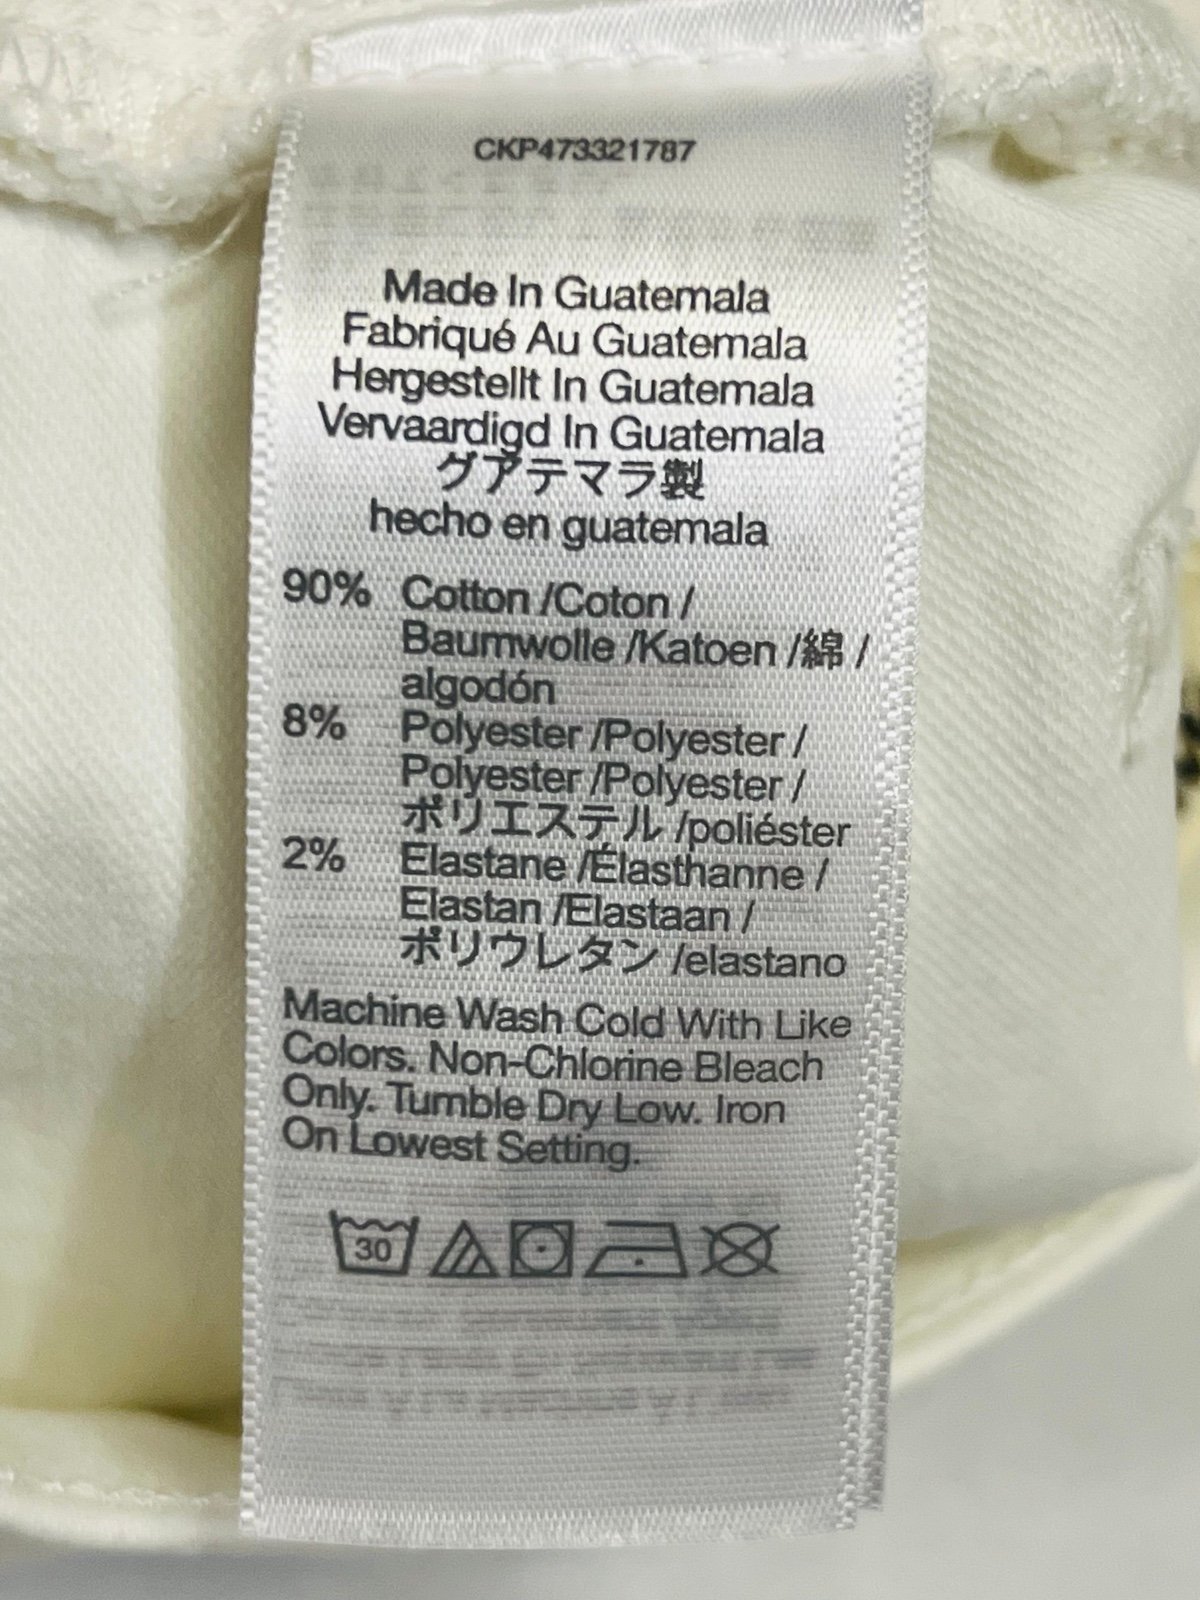 CKP473321787
Made In Guatemala
Fabriqué Au Guatemala
Hergestellt In Guatemala
Vervaardigd In Guatemala
グアテマラ製
hecho en guatemala
90% Cotton /Coton /
Baumwolle /Katoen /綿 /
algodón
8% Polyester /Polyester /
Polyester /Polyester /
ポリエステル /poliéster
2% Elastane /Élasthanne /
Elastan /Elastaan /
ポリウレタン /elastano
Machine Wash Cold With Like
Colors. Non-Chlorine Bleach
Only. Tumble Dry Low. Iron
On Lowest Setting.
30